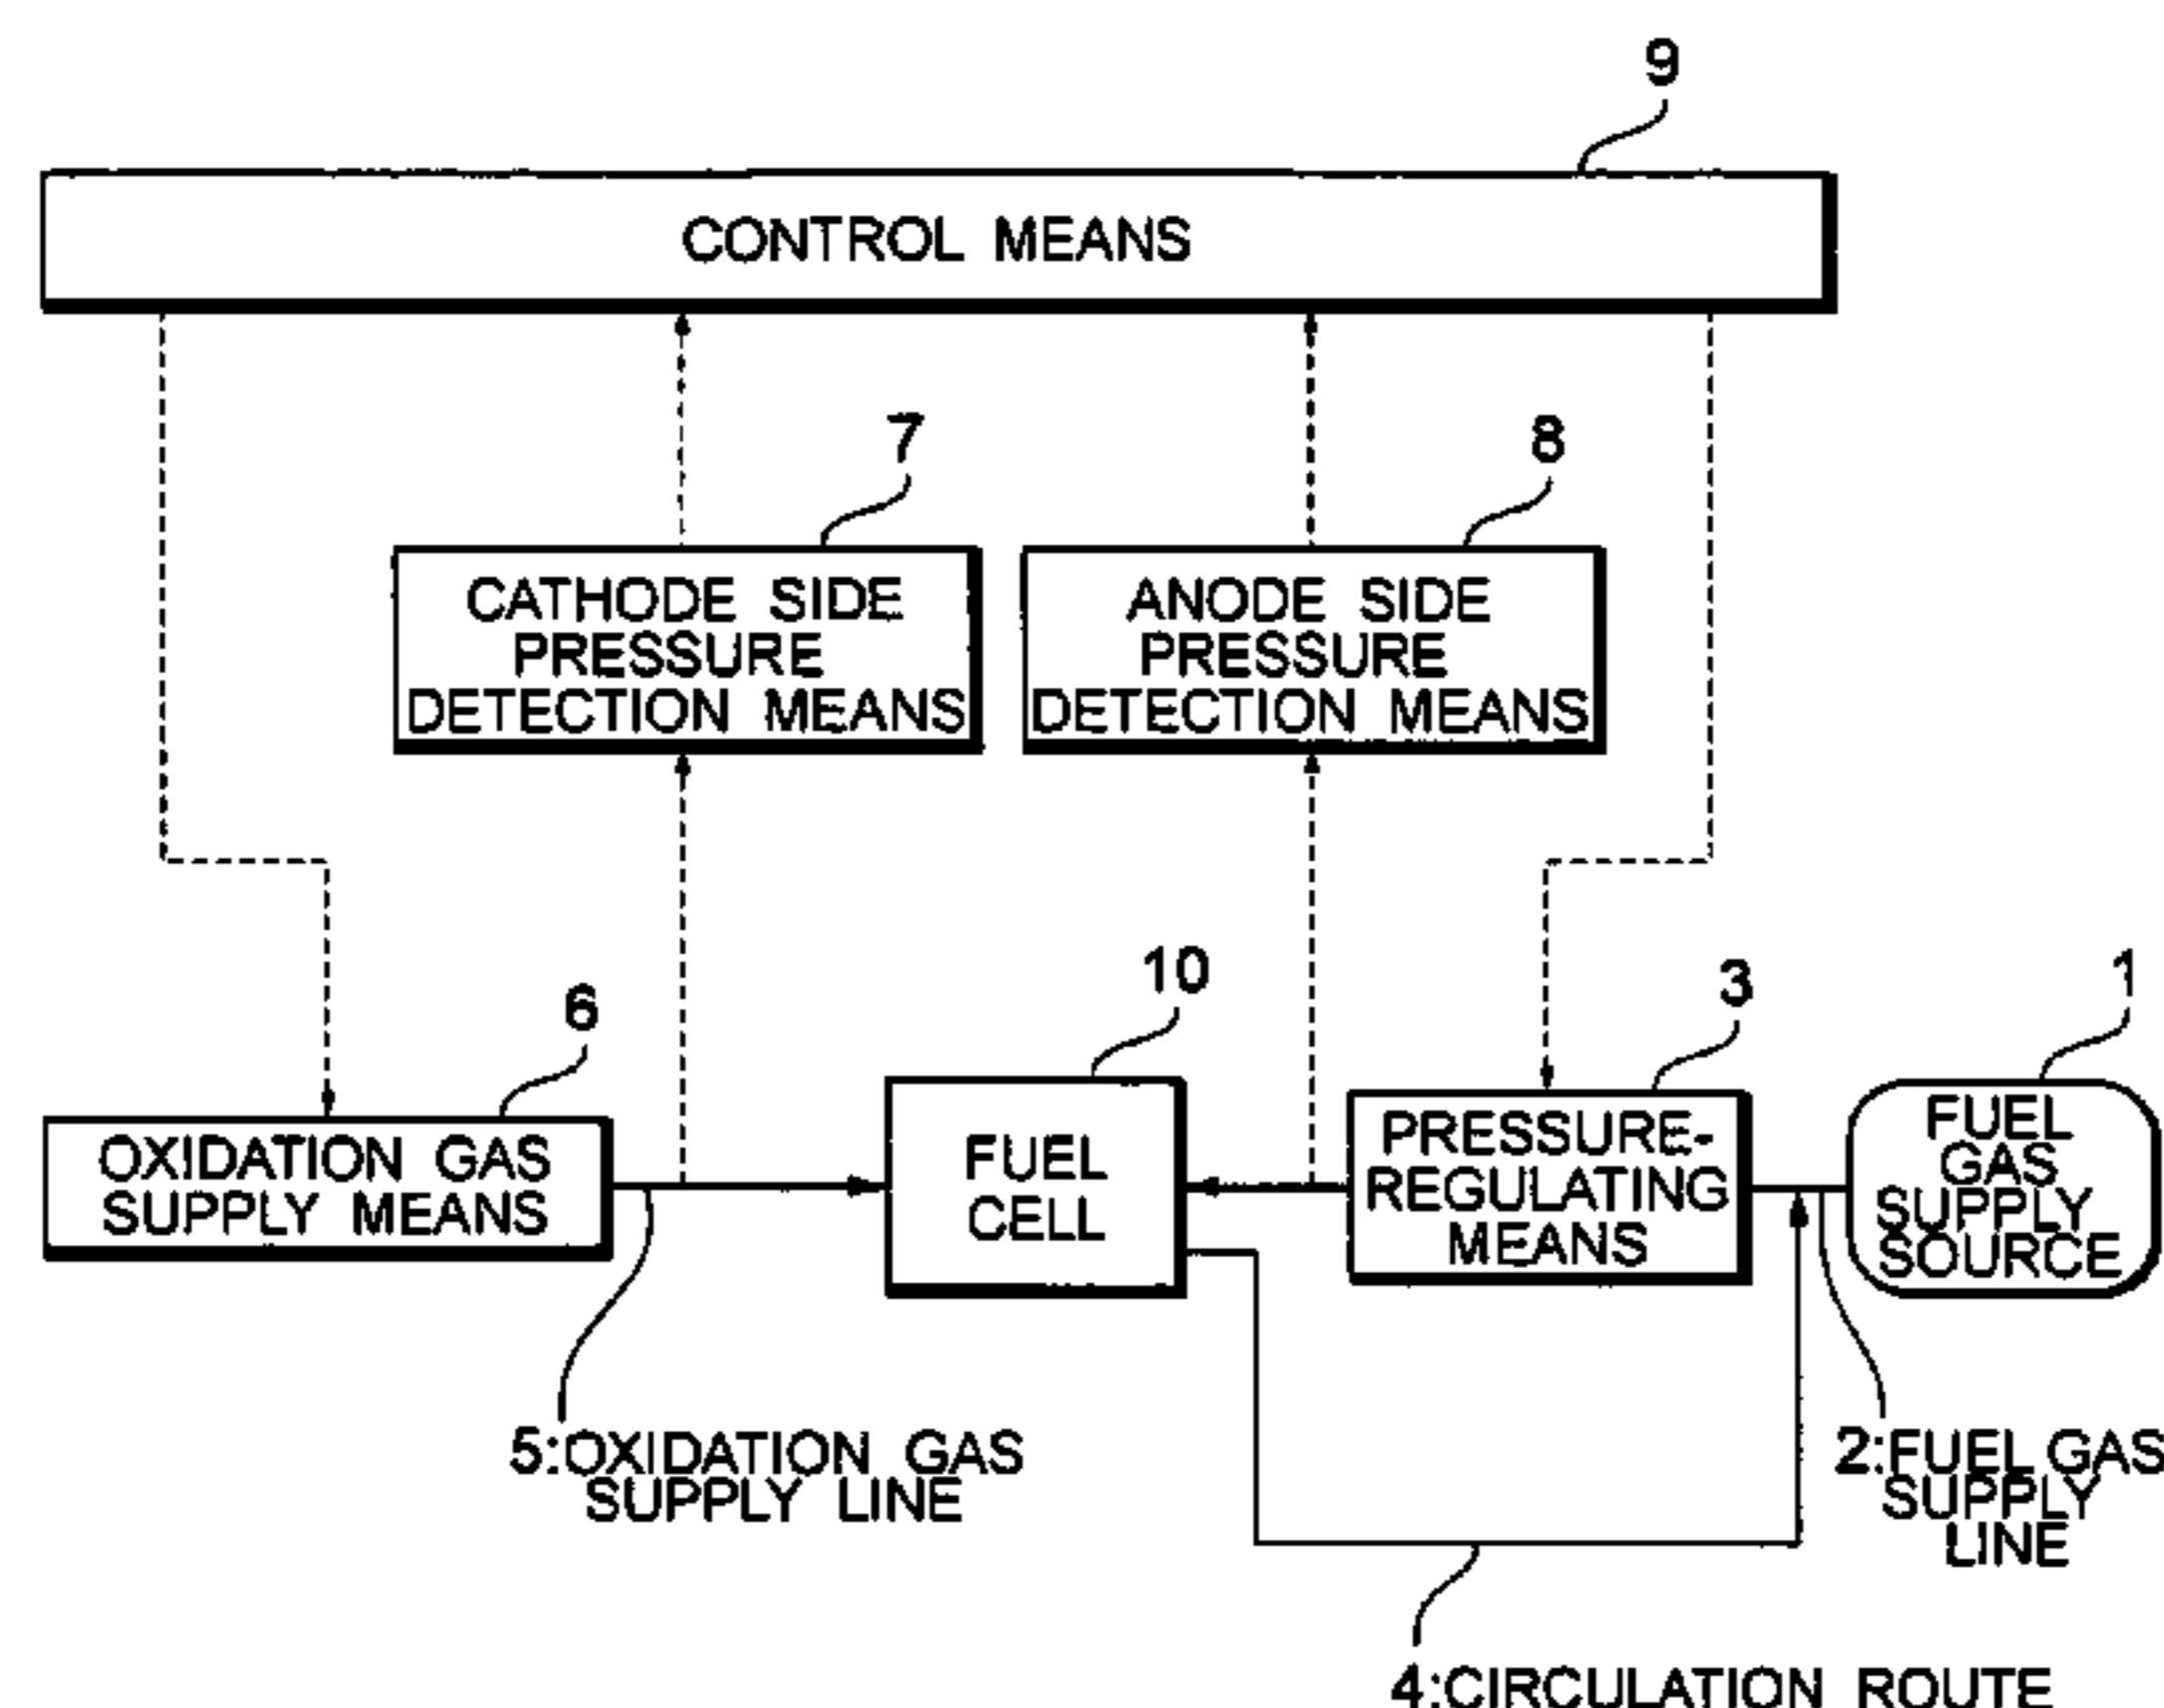 9
CONTROL MEANS
7
8
CATHODE SIDE
PRESSURE
DETECTION MEANS
ANODE SIDE
PRESSURE
DETECTION MEANS
10
3
1
6
OXIDATION GAS
SUPPLY MEANS
FUEL
CELL
PRESSURE-
REGULATING
MEANS
FUEL
GAS
SUPPLY
SOURCE
5:OXIDATION GAS
SUPPLY LINE
2:FUEL GAS
SUPPLY
LINE
4:CIRCULATION ROUTE